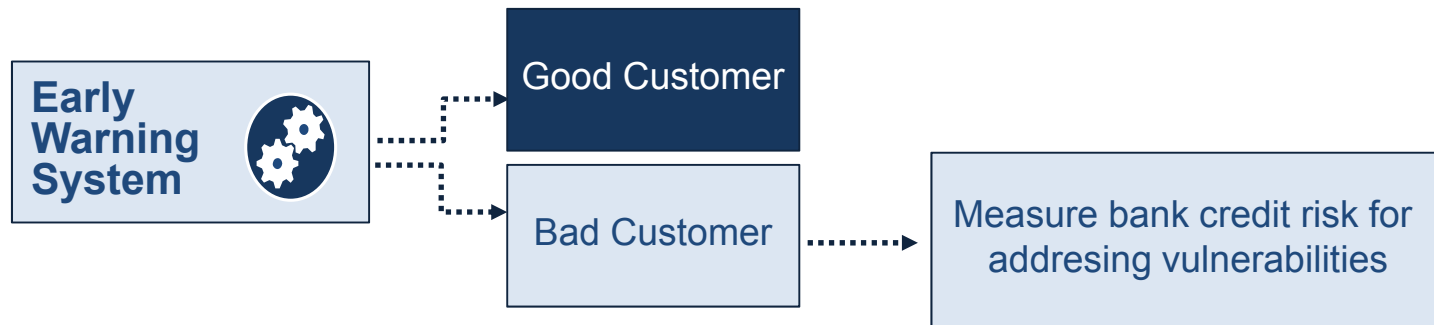 Early
Warning
System
Good Customer
Bad Customer
Measure bank credit risk for
addresing vulnerabilities